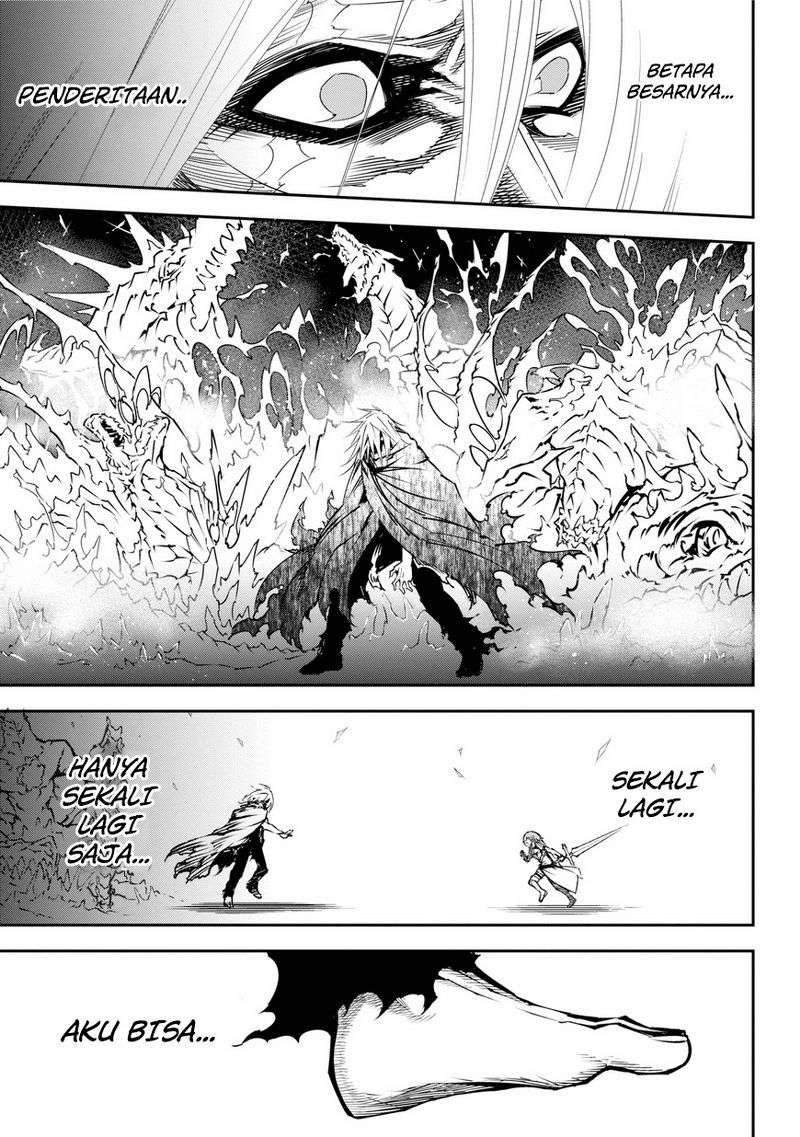 BETAPA
BESARNYA...
PENDERITAAN..
SEKALI
LAGI...
HANYA
SEKALI
LAGI
SAJA...
AKU BISA...